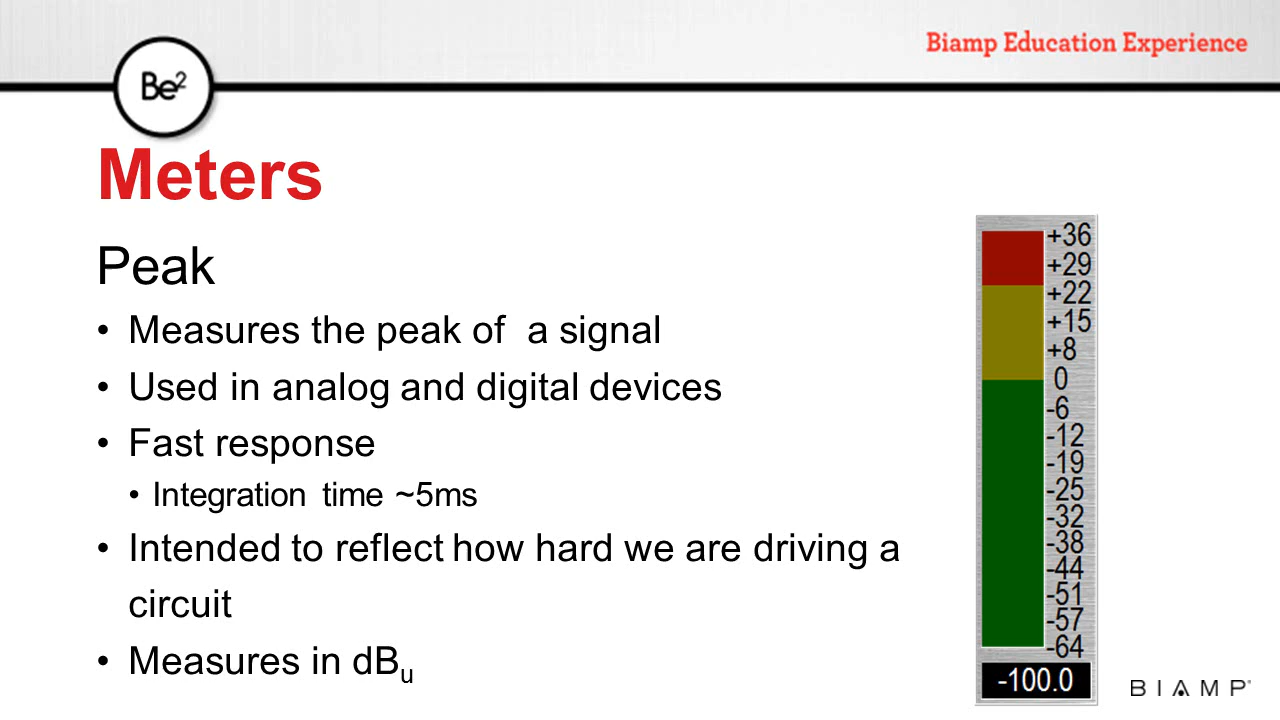 Biamp Education Experience
Be²
Meters
Peak
• Measures the peak of a signal
• Used in analog and digital devices
• Fast response
• Integration time ~5ms
• Intended to reflect how hard we are driving a
circuit
• Measures in dBu
+36
+29
+22
+15
+8
0
-6
-12
-19
-25
-32
-38
-44
-51
-57
-64
-100.0
BIAMP